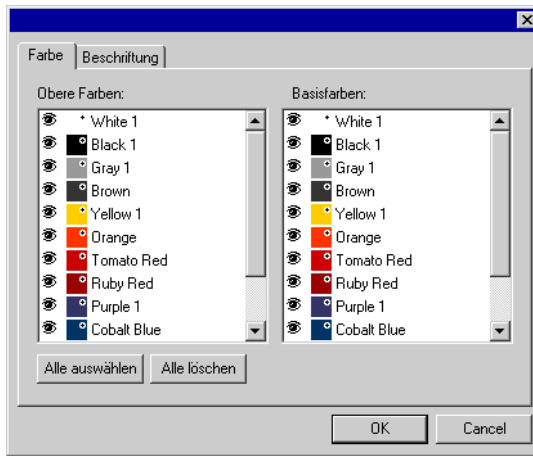 Farbe Beschriftung
Obere Farben: Basisfarben:
White 1 White 1
Black 1 Black 1
Gray 1 Gray 1
Brown Brown
Yellow 1 Yellow 1
Orange Orange
Tomato Red Tomato Red
Ruby Red Ruby Red
Purple 1 Purple 1
Cobalt Blue Cobalt Blue
Alle auswählen Alle löschen
OK Cancel